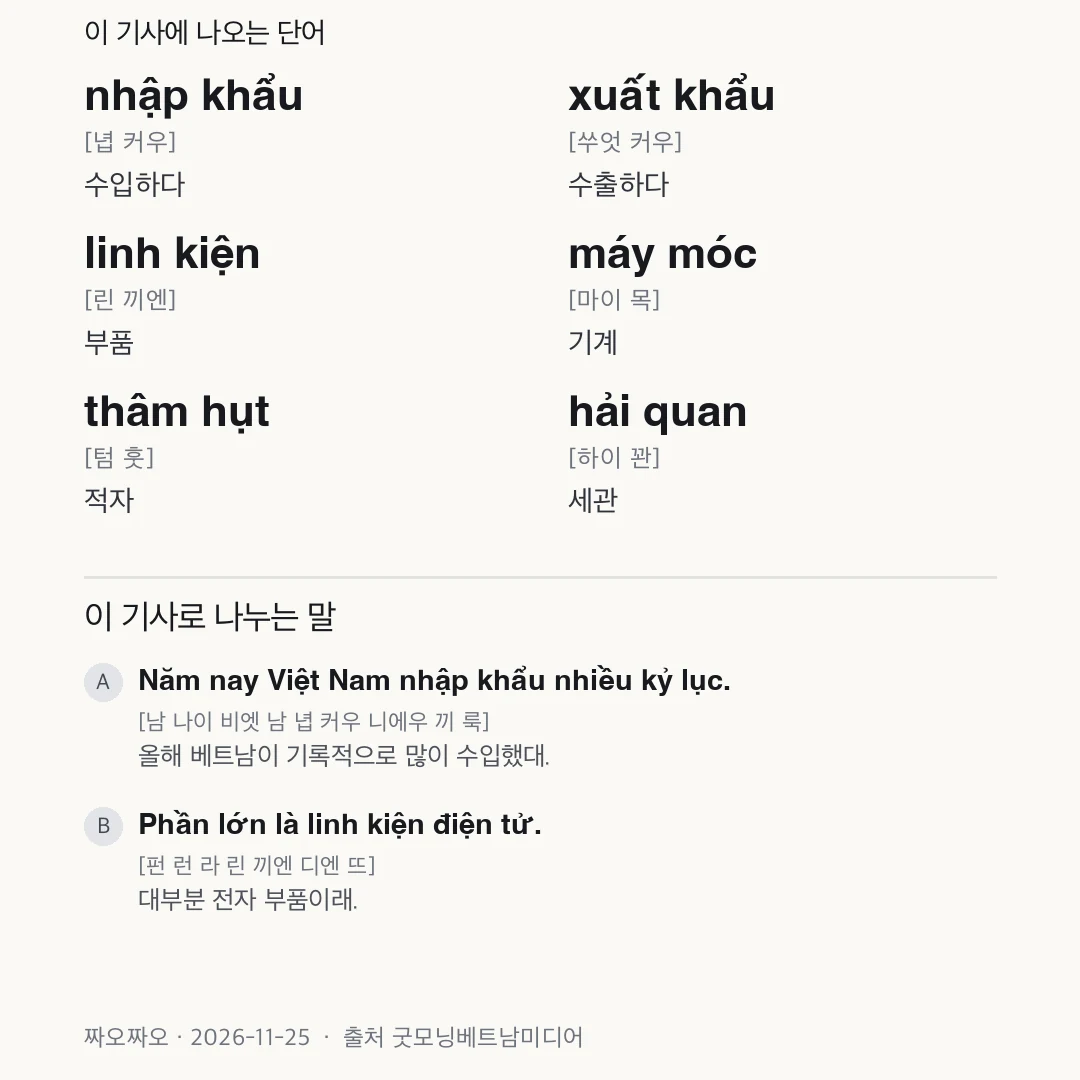 이 기사에 나오는 단어
nhập khẩu
[녑 커우]
수입하다
xuất khẩu
[쑤엇 커우]
수출하다
linh kiện
[린 끼엔]
부품
máy móc
[마이 목]
기계
thâm hụt
[텀 훗]
적자
hải quan
[하이 꽌]
세관
이 기사로 나누는 말
A Năm nay Việt Nam nhập khẩu nhiều kỷ lục.
[남 나이 비엣 남 녑 커우 니에우 끼 룩]
올해 베트남이 기록적으로 많이 수입했대.
B Phần lớn là linh kiện điện tử.
[펀 런 라 린 끼엔 디엔 뜨]
대부분 전자 부품이래.
짜오짜오 · 2026-11-25 · 출처 굿모닝베트남미디어